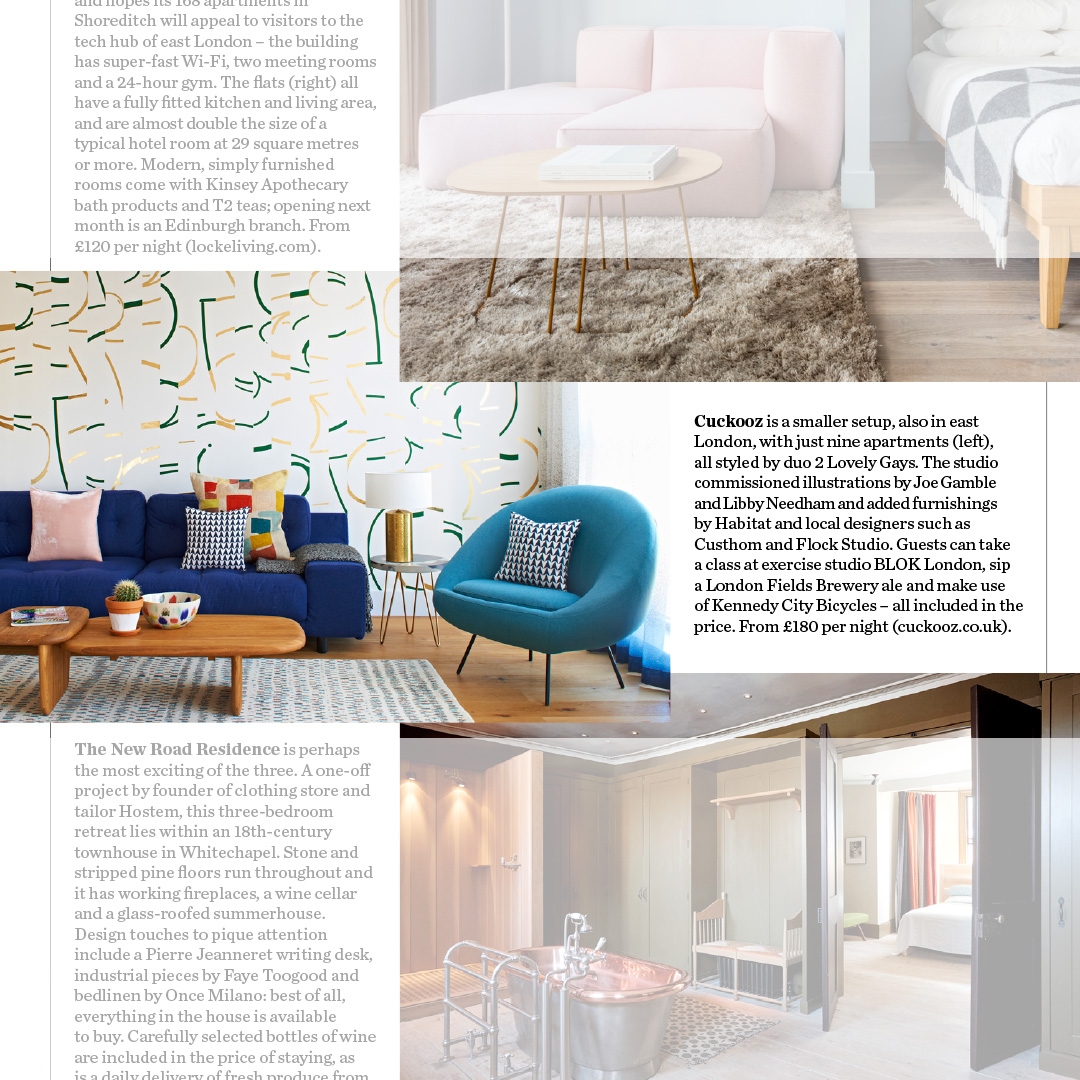 and hopes its 168 apartments in
Shoreditch will appeal to visitors to the
tech hub of east London – the building
has super-fast Wi-Fi, two meeting rooms
and a 24-hour gym. The flats (right) all
have a fully fitted kitchen and living area,
and are almost double the size of a
typical hotel room at 29 square metres
or more. Modern, simply furnished
rooms come with Kinsey Apothecary
bath products and T2 teas; opening next
month is an Edinburgh branch. From
£120 per night (lockeliving.com).
Cuckooz is a smaller setup, also in east
London, with just nine apartments (left),
all styled by duo 2 Lovely Gays. The studio
commissioned illustrations by Joe Gamble
and Libby Needham and added furnishings
by Habitat and local designers such as
Custhom and Flock Studio. Guests can take
a class at exercise studio BLOK London, sip
a London Fields Brewery ale and make use
of Kennedy City Bicycles – all included in the
price. From £180 per night (cuckooz.co.uk).
The New Road Residence is perhaps
the most exciting of the three. A one-off
project by founder of clothing store and
tailor Hostem, this three-bedroom
retreat lies within an 18th-century
townhouse in Whitechapel. Stone and
stripped pine floors run throughout and
it has working fireplaces, a wine cellar
and a glass-roofed summerhouse.
Design touches to pique attention
include a Pierre Jeanneret writing desk,
industrial pieces by Faye Toogood and
bedlinen by Once Milano: best of all,
everything in the house is available
to buy. Carefully selected bottles of wine
are included in the price of staying, as
is a daily delivery of fresh produce from